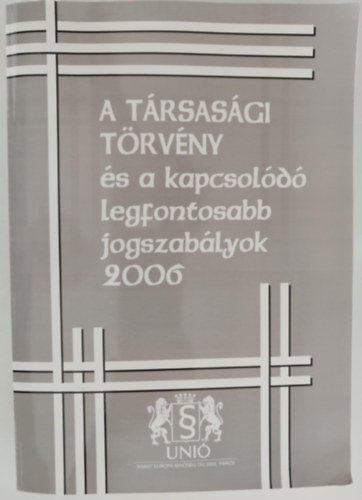 A TÁRSASÁGI
TÖRVÉNY
és a kapcsolódó
legfontosabb
jogszabályok
2006
§
UNIÓ